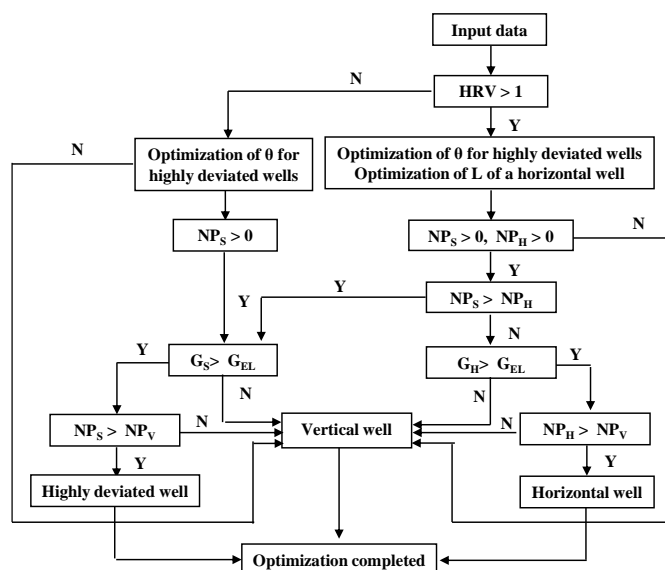 Input data
N
HRV > 1
Y
N
Optimization of θ for
highly deviated wells
Optimization of θ for highly deviated wells
Optimization of L of a horizontal well
NPS > 0
NPS > 0, NPH > 0
N
Y
Y
NPS > NPH
Y
N
Y
GS > GEL
GH > GEL
Y
N
N
NPS > NPV
N
Vertical well
N
NPH > NPV
Y
Y
Highly deviated well
Horizontal well
Optimization completed